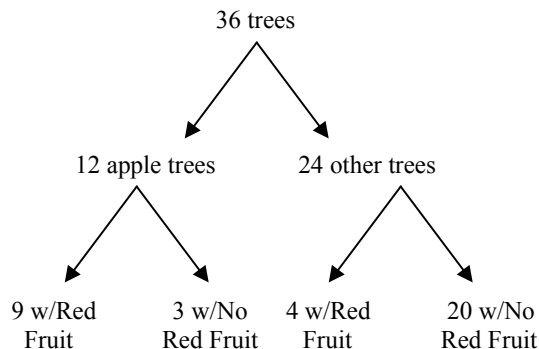 36 trees
12 apple trees
24 other trees
9 w/Red
Fruit
3 w/No
Red Fruit
4 w/Red
Fruit
20 w/No
Red Fruit